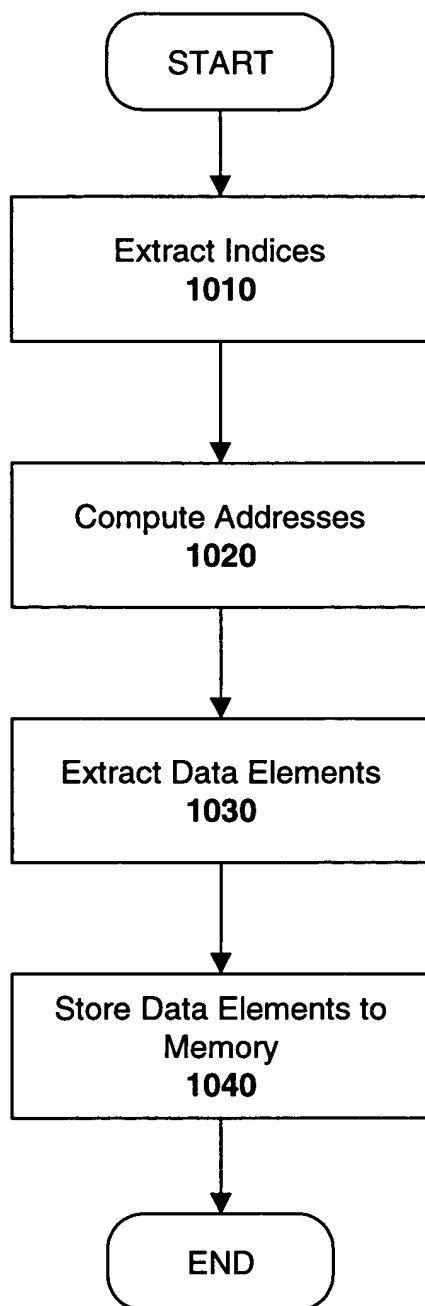 START
Extract Indices
1010
Compute Addresses
1020
Extract Data Elements
1030
Store Data Elements to
Memory
1040
END